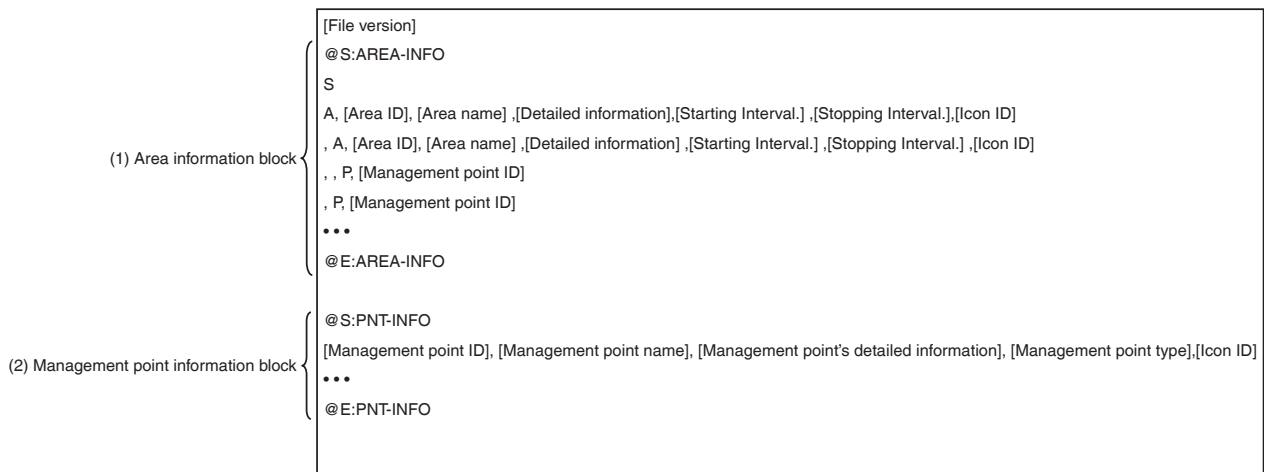 [File version]
@S:AREA-INFO
S
A, [Area ID], [Area name] ,[Detailed information],[Starting Interval.] ,[Stopping Interval.],[Icon ID]
(1) Area information block
, A, [Area ID], [Area name] ,[Detailed information] ,[Starting Interval.] ,[Stopping Interval.] ,[Icon ID]
, , P, [Management point ID]
, P, [Management point ID]
•••
@E:AREA-INFO
@S:PNT-INFO
(2) Management point information block
[Management point ID], [Management point name], [Management point's detailed information], [Management point type],[Icon ID]
•••
@E:PNT-INFO